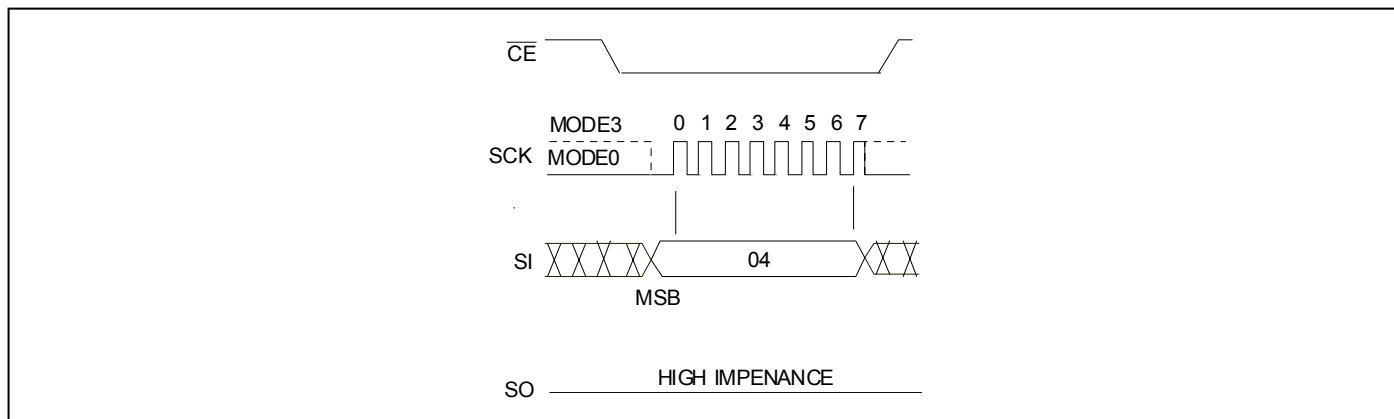 CE
MODE3 0 1 2 3 4 5 6 7
SCK MODE0
SI 04
MSB
HIGH IMPENANCE
SO